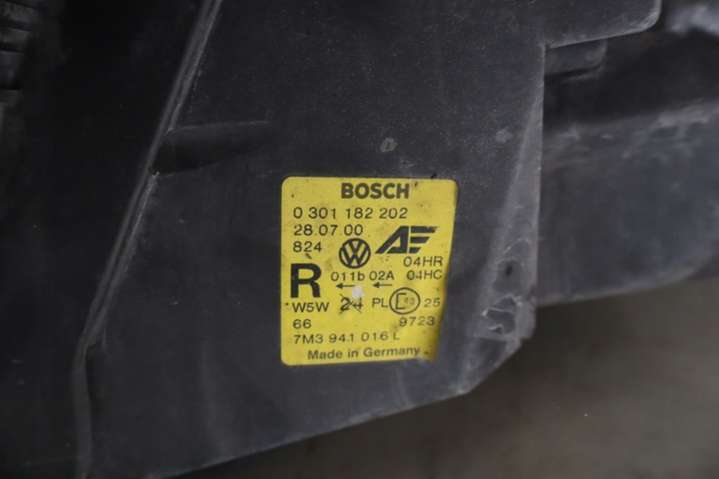 BOSCH
0 301 182 202
28.07.00
824
04HR
R 011b 02A 04HC
W5W 24 PL 25
66 9723
7M3 941 016 L
Made in Germany